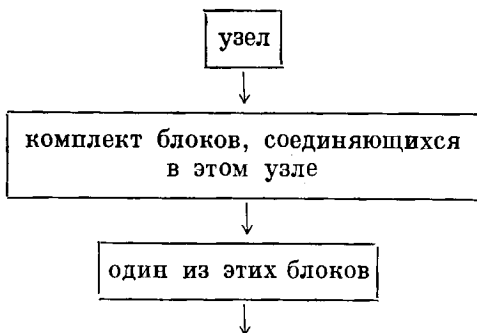 узел
комплект блоков, соединяющихся
в этом узле
один из этих блоков